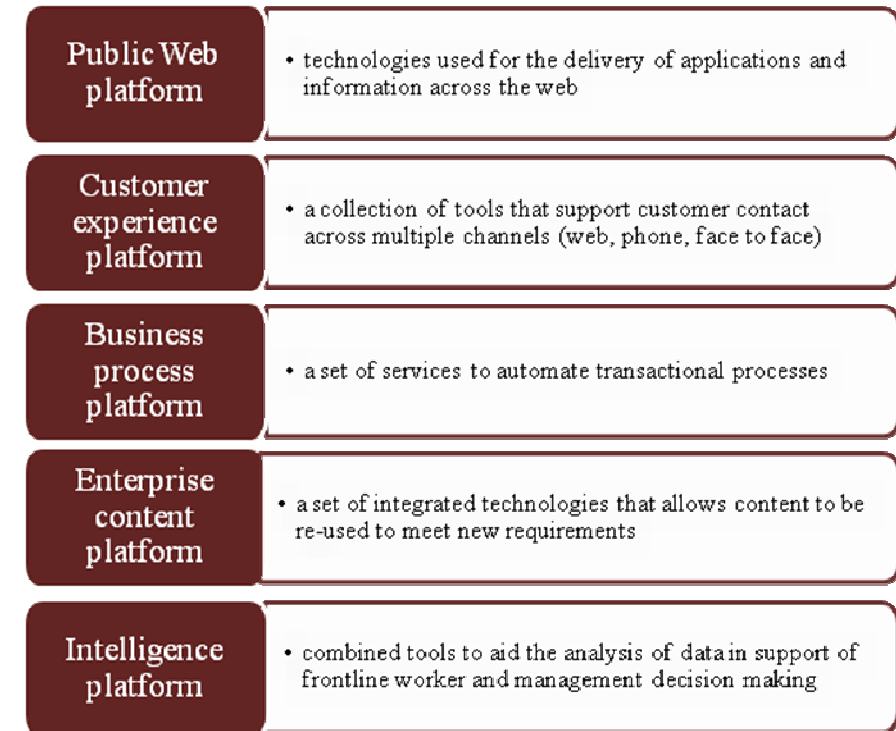 Public Web
platform
• technologies used for the delivery of applications and
information across the web
Customer
experience
platform
• a collection of tools that support customer contact
across multiple channels (web, phone, face to face)
Business
process
platform
• a set of services to automate transactional processes
Enterprise
content
platform
• a set of integrated technologies that allows content to be
re-used to meet new requirements
Intelligence
platform
• combined tools to aid the analysis of data in support of
frontline worker and management decision making